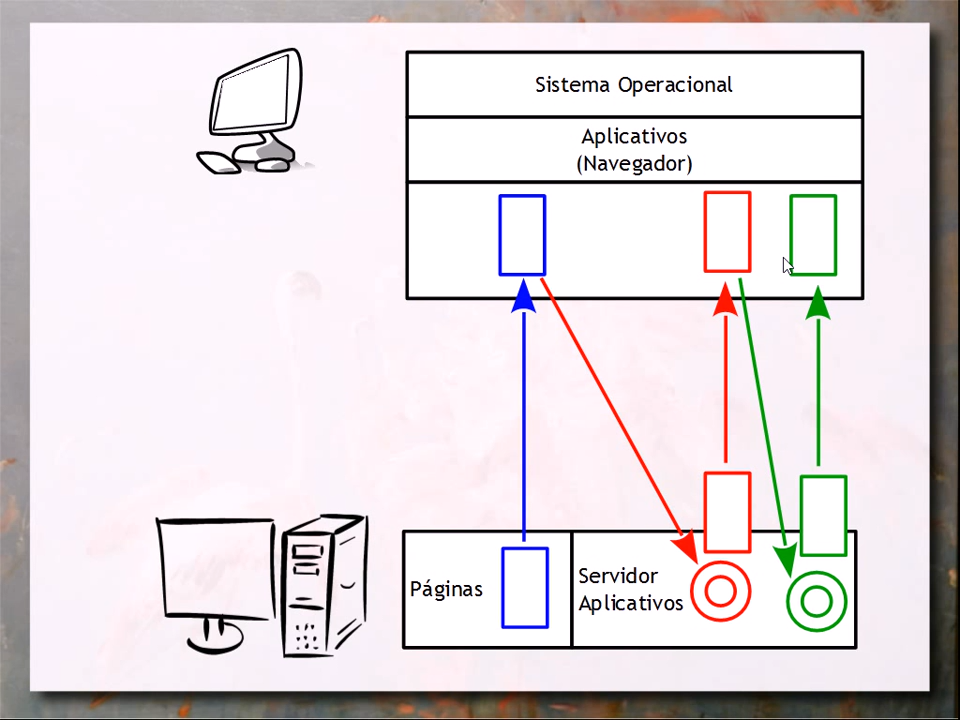 Sistema Operacional
Aplicativos
(Navegador)
Páginas
Servidor
Aplicativos